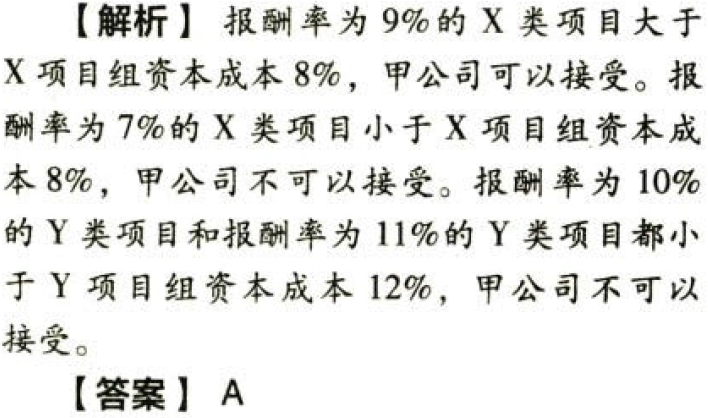 【解析】 报酬率为 9%的 X 类项目大于
X 项目组资本成本 8%，甲公司可以接受。报
酬率为 7%的 X 类项目小于 X 项目组资本成
本 8%，甲公司不可以接受。报酬率为 10%
的 Y 类项目和报酬率为 11%的 Y 类项目都小
于 Y 项目组资本成本 12%，甲公司不可以
接受。
【答案】 A